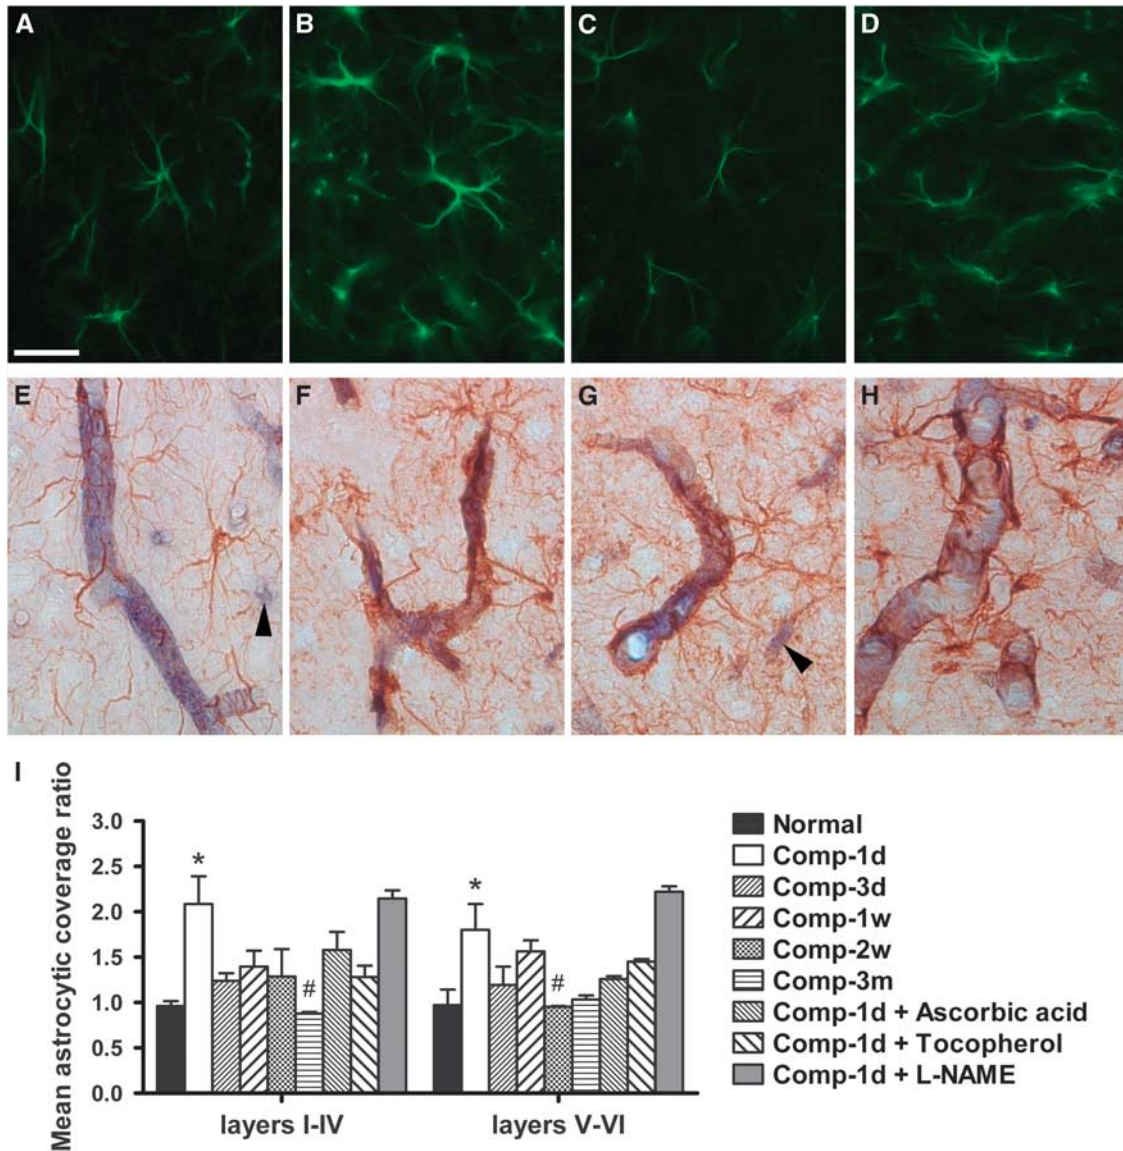 A
B
C
D
E
F
G
H
I
Mean astrocytic coverage ratio
3.0
2.5
2.0
1.5
1.0
0.5
0.0
*
#
*
#
layers I-IV
layers V-VI
Normal
Comp-1d
Comp-3d
Comp-1w
Comp-2w
Comp-3m
Comp-1d + Ascorbic acid
Comp-1d + Tocopherol
Comp-1d + L-NAME